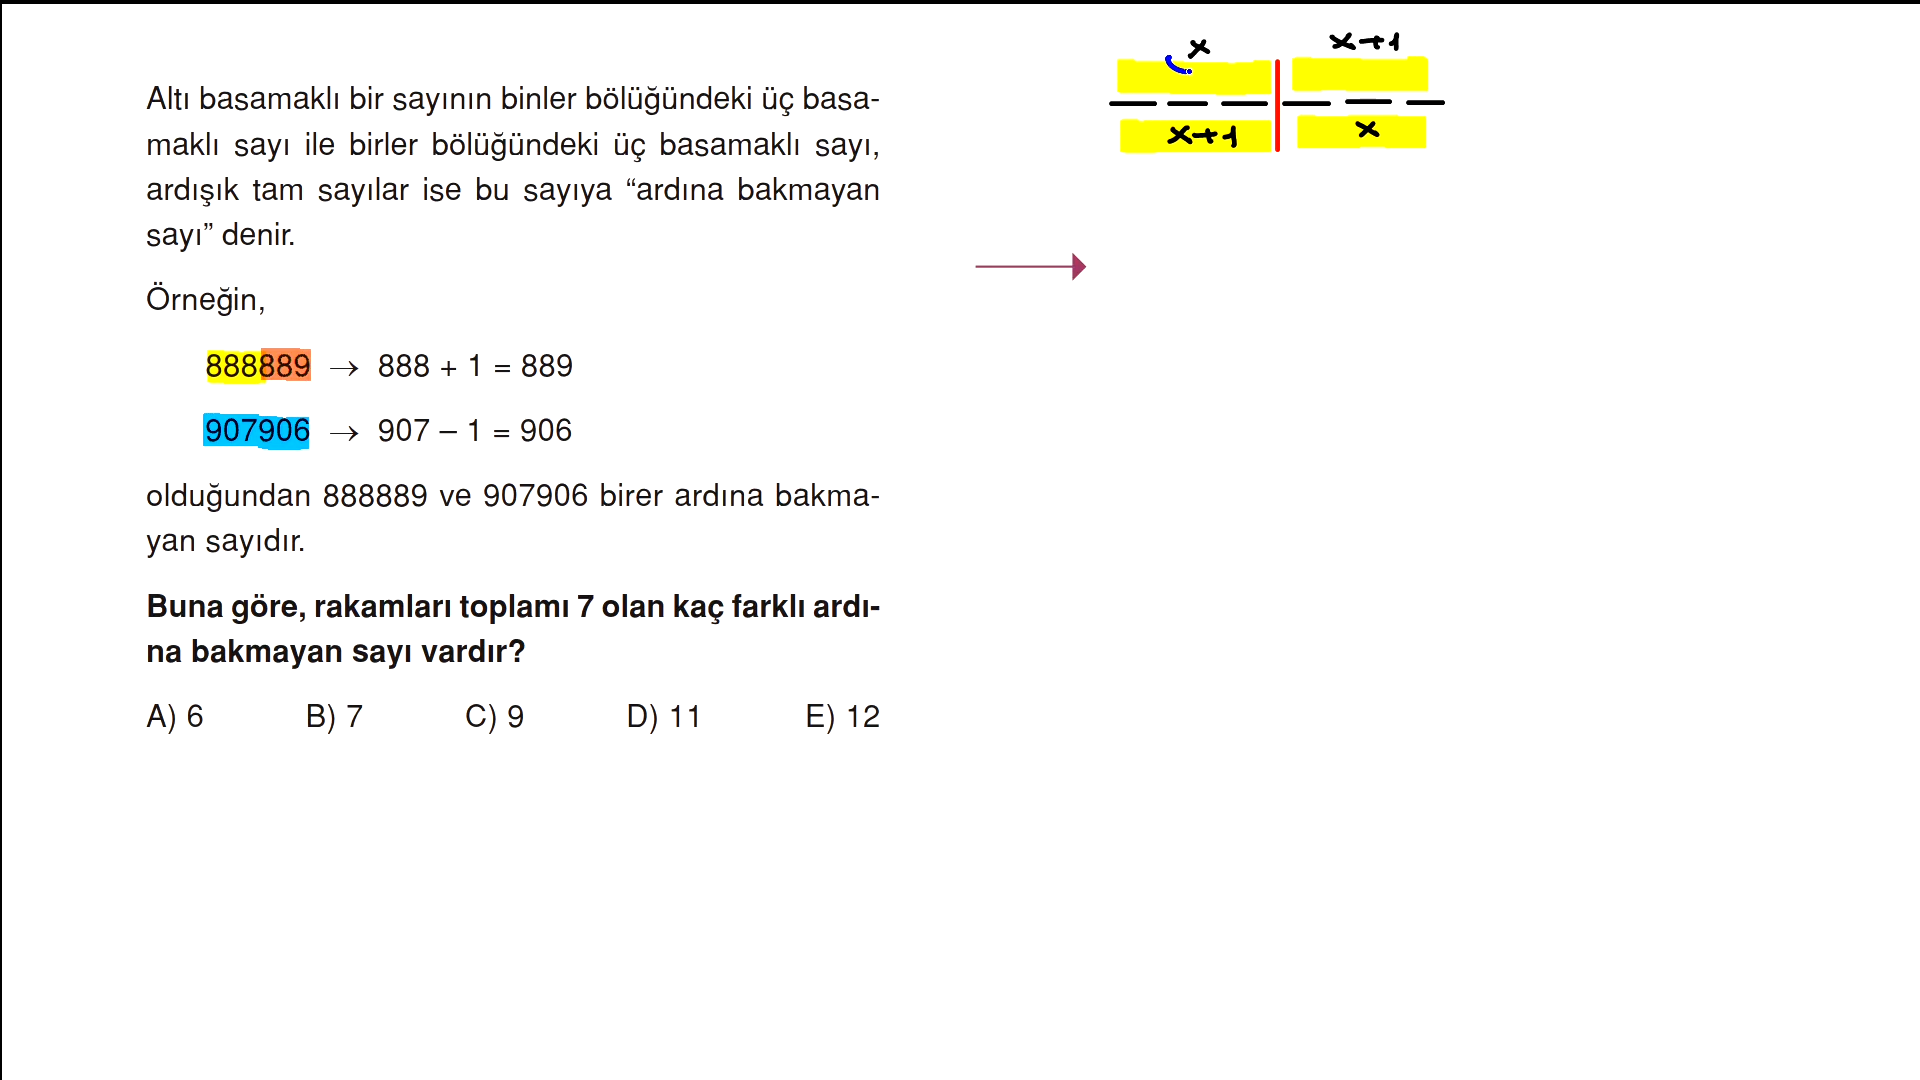 Altı basamaklı bir sayının binler bölüğündeki üç basa-
maklı sayı ile birler bölüğündeki üç basamaklı sayı,
ardışık tam sayılar ise bu sayıya “ardına bakmayan
sayı” denir.
Örneğin,
888889 → 888 + 1 = 889
907906 → 907 – 1 = 906
olduğundan 888889 ve 907906 birer ardına bakma-
yan sayıdır.
Buna göre, rakamları toplamı 7 olan kaç farklı ardı-
na bakmayan sayı vardır?
A) 6 B) 7 C) 9 D) 11 E) 12
x x+1
x+1 x